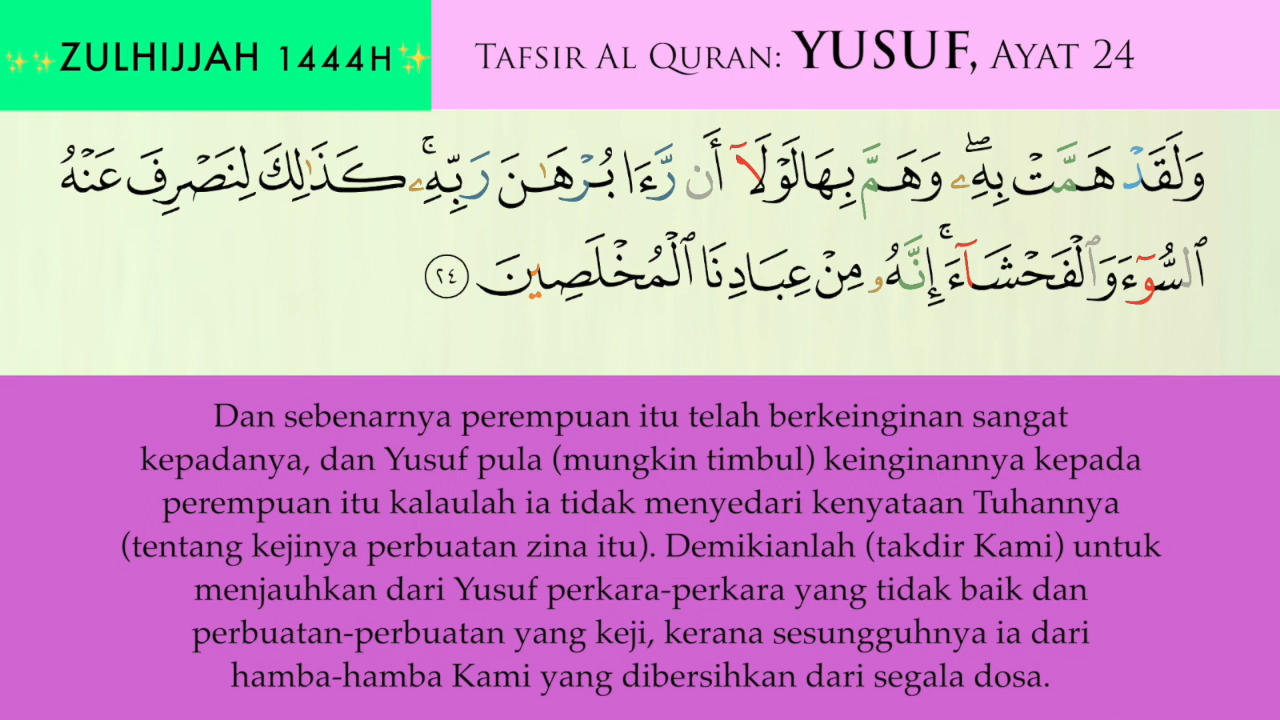 ✨✨ZULHIJJAH 1444H✨
TAFSIR AL QURAN: YUSUF, AYAT 24
وَلَقَدْ هَمَّتْ بِهِۦۖ وَهَمَّ بِهَا لَوْلَآ أَن رَّءَا بُرْهَـٰنَ رَبِّهِۦۚ كَذَٰلِكَ لِنَصْرِفَ عَنْهُ
ٱلسُّوٓءَ وَٱلْفَحْشَآءَۚ إِنَّهُۥ مِنْ عِبَادِنَا ٱلْمُخْلَصِينَ ٢٤
Dan sebenarnya perempuan itu telah berkeinginan sangat
kepadanya, dan Yusuf pula (mungkin timbul) keinginannya kepada
perempuan itu kalaulah ia tidak menyedari kenyataan Tuhannya
(tentang kejinya perbuatan zina itu). Demikianlah (takdir Kami) untuk
menjauhkan dari Yusuf perkara-perkara yang tidak baik dan
perbuatan-perbuatan yang keji, kerana sesungguhnya ia dari
hamba-hamba Kami yang dibersihkan dari segala dosa.